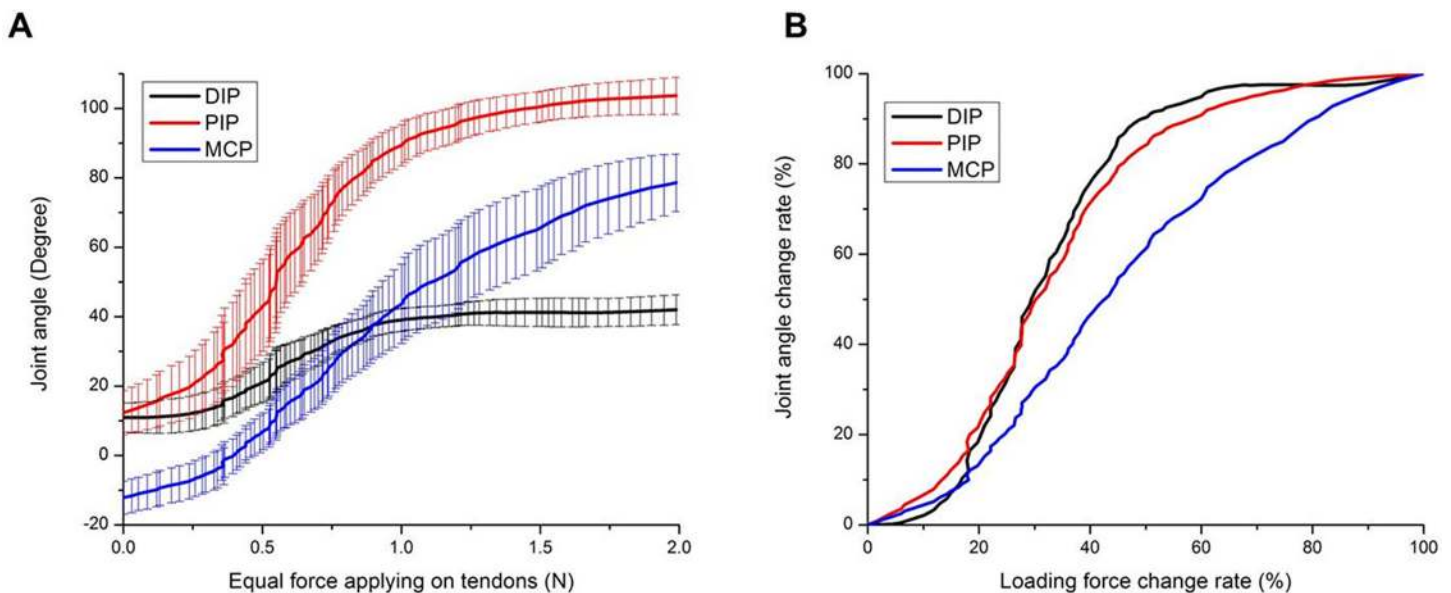 A
B
DIP
PIP
MCP
Joint angle (Degree)
100
80
60
40
20
0
-20
0.0
0.5
1.0
1.5
2.0
Equal force applying on tendons (N)
DIP
PIP
MCP
Joint angle change rate (%)
100
80
60
40
20
0
0
20
40
60
80
100
Loading force change rate (%)